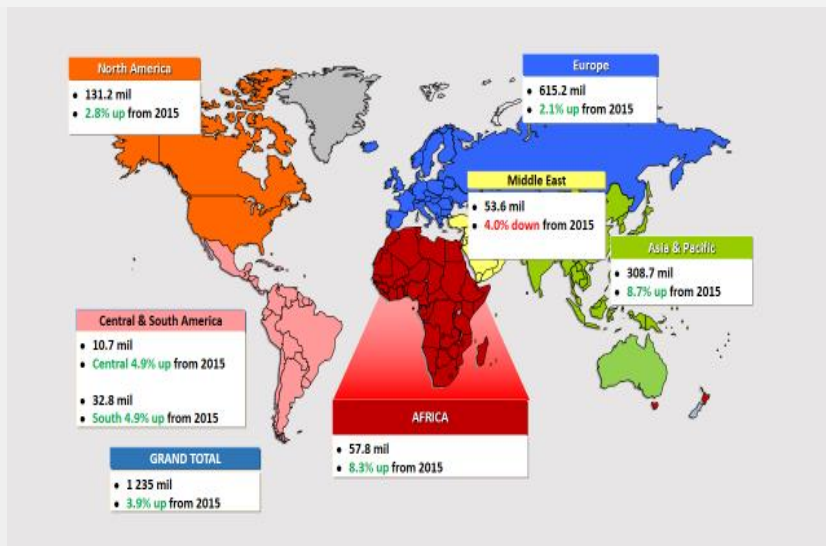 North America
• 131.2 mil
• 2.8% up from 2015
Europe
• 615.2 mil
• 2.1% up from 2015
Middle East
• 53.6 mil
• 4.0% down from 2015
Asia & Pacific
• 308.7 mil
• 8.7% up from 2015
Central & South America
• 10.7 mil
• Central 4.9% up from 2015
• 32.8 mil
• South 4.9% up from 2015
AFRICA
• 57.8 mil
• 8.3% up from 2015
GRAND TOTAL
• 1 235 mil
• 3.9% up from 2015